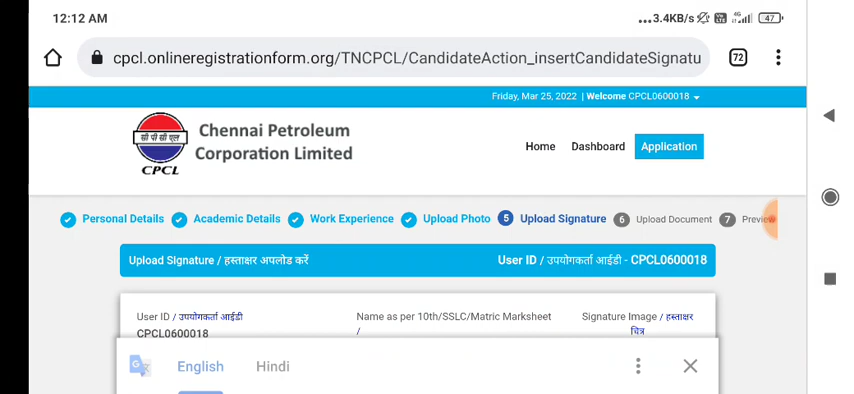 12:12 AM
...3.4KB/s 4G 47
cpcl.onlineregistrationform.org/TNCPCL/CandidateAction_insertCandidateSignatu
72
Friday, Mar 25, 2022 | Welcome CPCL0600018
सी पी सी एल
CPCL
Chennai Petroleum
Corporation Limited
Home Dashboard Application
Personal Details Academic Details Work Experience Upload Photo 5 Upload Signature 6 Upload Document 7 Preview
Upload Signature / हस्ताक्षर अपलोड करें User ID / उपयोगकर्ता आईडी - CPCL0600018
User ID / उपयोगकर्ता आईडी Name as per 10th/SSLC/Matric Marksheet Signature Image / हस्ताक्षर
CPCL0600018 / चित्र
English Hindi